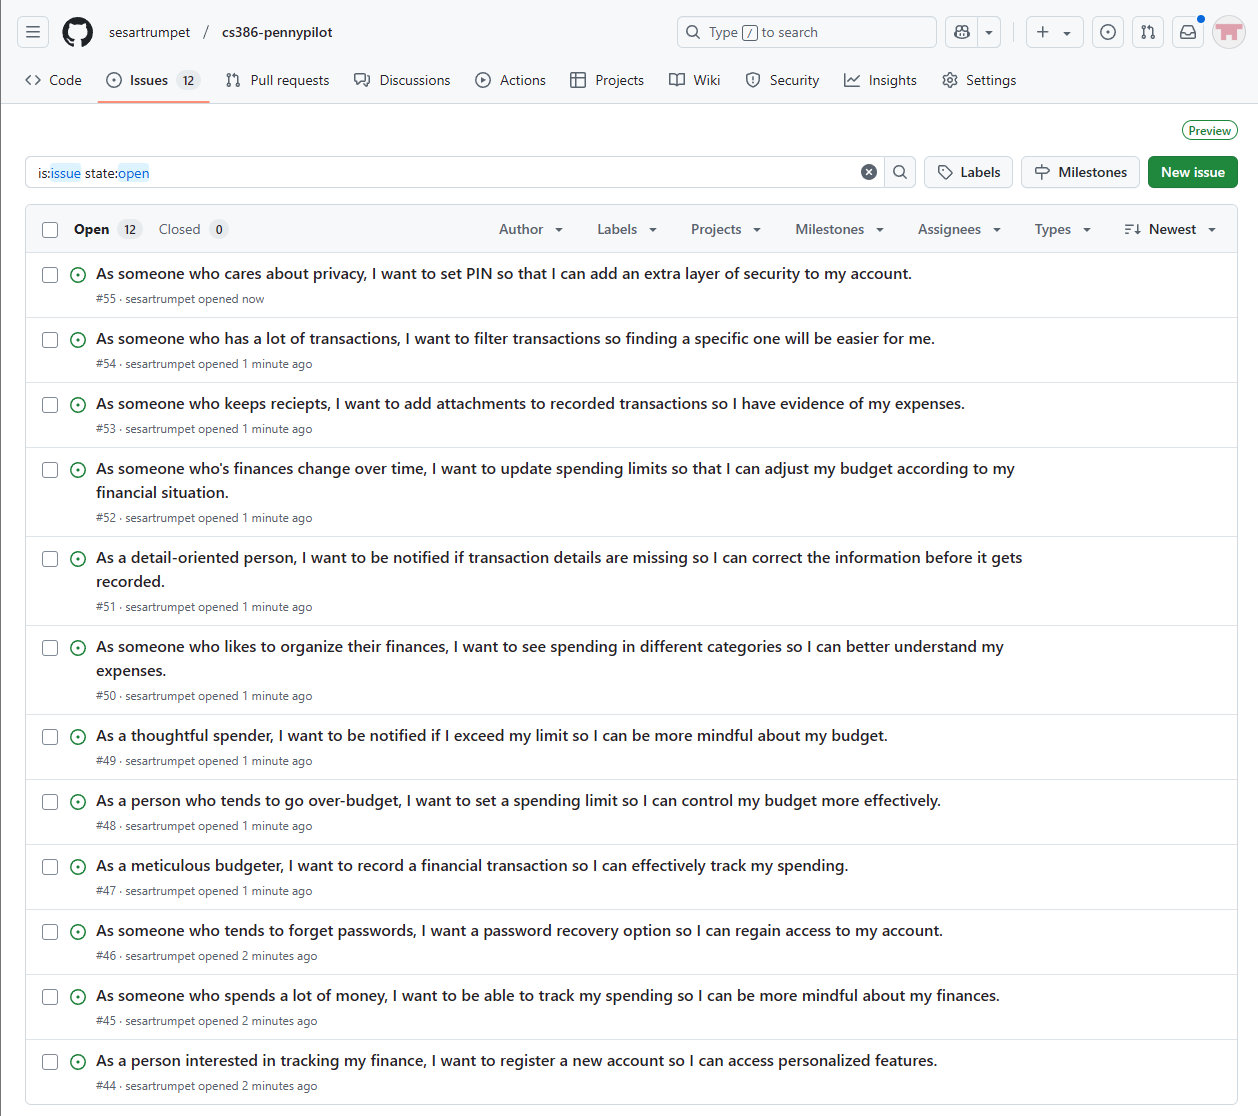 sesartrumpet / cs386-pennypilot
Type / to search
Code
Issues 12
Pull requests
Discussions
Actions
Projects
Wiki
Security
Insights
Settings
Preview
is:issue state:open
Labels
Milestones
New issue
Open 12
Closed 0
Author
Labels
Projects
Milestones
Assignees
Types
Newest
As someone who cares about privacy, I want to set PIN so that I can add an extra layer of security to my account.
#55 · sesartrumpet opened now
As someone who has a lot of transactions, I want to filter transactions so finding a specific one will be easier for me.
#54 · sesartrumpet opened 1 minute ago
As someone who keeps reciepts, I want to add attachments to recorded transactions so I have evidence of my expenses.
#53 · sesartrumpet opened 1 minute ago
As someone who's finances change over time, I want to update spending limits so that I can adjust my budget according to my
financial situation.
#52 · sesartrumpet opened 1 minute ago
As a detail-oriented person, I want to be notified if transaction details are missing so I can correct the information before it gets
recorded.
#51 · sesartrumpet opened 1 minute ago
As someone who likes to organize their finances, I want to see spending in different categories so I can better understand my
expenses.
#50 · sesartrumpet opened 1 minute ago
As a thoughtful spender, I want to be notified if I exceed my limit so I can be more mindful about my budget.
#49 · sesartrumpet opened 1 minute ago
As a person who tends to go over-budget, I want to set a spending limit so I can control my budget more effectively.
#48 · sesartrumpet opened 1 minute ago
As a meticulous budgeter, I want to record a financial transaction so I can effectively track my spending.
#47 · sesartrumpet opened 1 minute ago
As someone who tends to forget passwords, I want a password recovery option so I can regain access to my account.
#46 · sesartrumpet opened 2 minutes ago
As someone who spends a lot of money, I want to be able to track my spending so I can be more mindful about my finances.
#45 · sesartrumpet opened 2 minutes ago
As a person interested in tracking my finance, I want to register a new account so I can access personalized features.
#44 · sesartrumpet opened 2 minutes ago